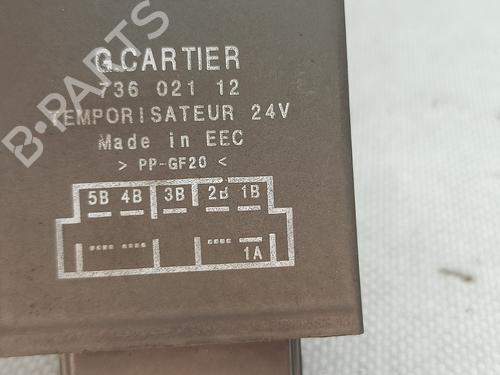 G.CARTIER
736 021 12
TEMPORISATEUR 24V
Made in EEC
> PP-GF20 <
5B 4B 3B 2B 1B
1A
B-PARTS